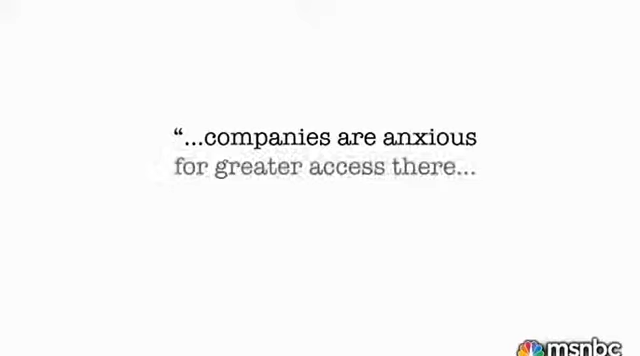 “...companies are anxious
for greater access there...
msnbc